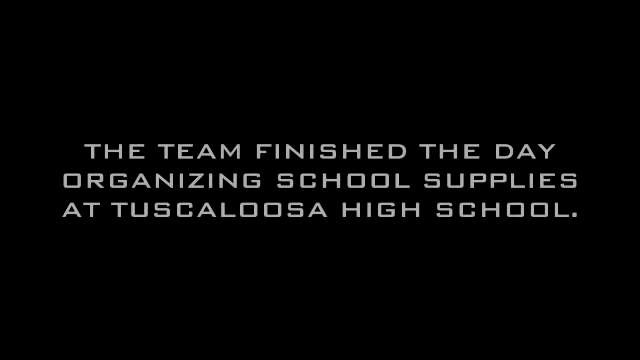 THE TEAM FINISHED THE DAY
ORGANIZING SCHOOL SUPPLIES
AT TUSCALOOSA HIGH SCHOOL.